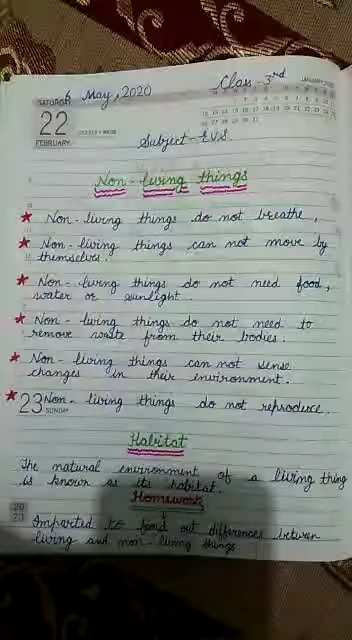 JANUARY
SATURDAY
6 May, 2020
Class - 3rd
22
FEBRUARY
Subject - E.V.S.
Non-living things
★ Non-living things do not breathe,
★ Non-living things can not move by
themselves.
★ Non-living things do not need food,
water or sunlight.
★ Non-living things do not need to
remove waste from their bodies.
★ Non-living things can not sense
changes in their environment.
★ Non-living things do not reproduce.
23 SUNDAY
Habitat
The natural environment of a living thing
is known as its habitat.
Homework
Imparted to find out differences between
living and non-living things